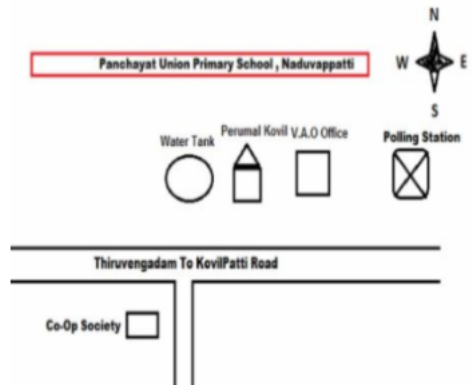 N
Panchayat Union Primary School , Naduvappatti
W E
S
Water Tank Perumal Kovil V.A.O Office Polling Station
Thiruvengadam To KovilPatti Road
Co-Op Society